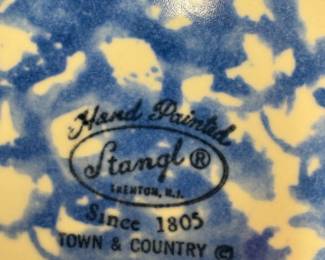 Hand Painted
Stangl ®
TRENTON, N.J.
Since 1805
TOWN & COUNTRY ©